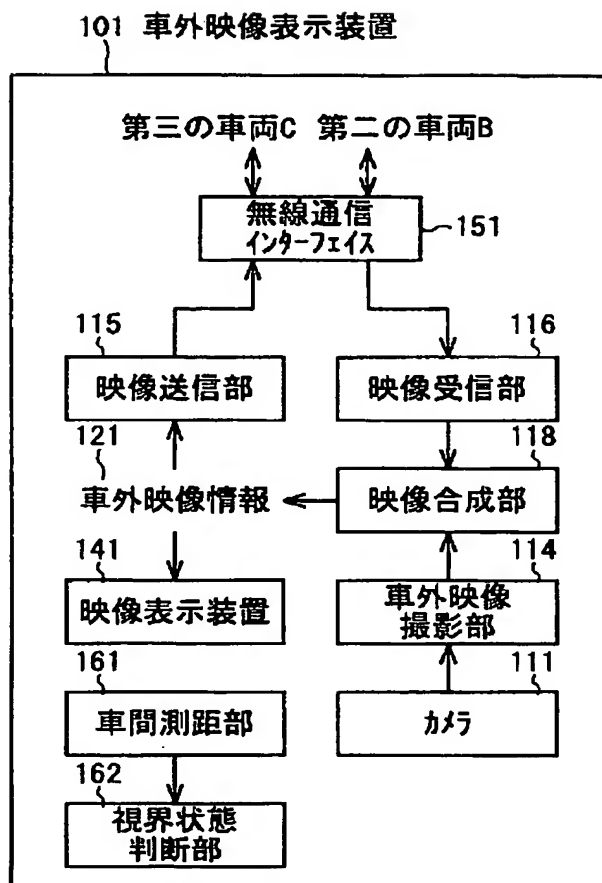 101 車外映像表示装置
第三の車両C 第二の車両B
無線通信
インターフェイス
151
115
映像送信部
116
映像受信部
121
車外映像情報
118
映像合成部
141
映像表示装置
114
車外映像
撮影部
161
車間測距部
111
カメラ
162
視界状態
判断部